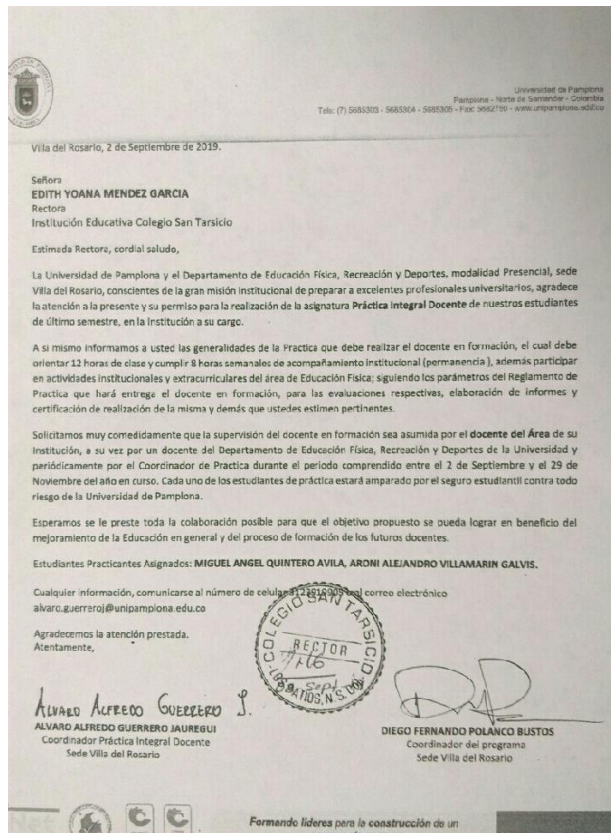 Universidad de Pamplona
Pamplona - Norte de Santander - Colombia
Tels: (7) 5685303 - 5685304 - 5685305 - Fax: 5682750 - www.unipamplona.edu.co
Villa del Rosario, 2 de Septiembre de 2019.
Señora
EDITH YOANA MENDEZ GARCIA
Rectora
Institución Educativa Colegio San Tarsicio
Estimada Rectora, cordial saludo,
La Universidad de Pamplona y el Departamento de Educación Física, Recreación y Deportes, modalidad Presencial, sede
Villa del Rosario, conscientes de la gran misión institucional de preparar a excelentes profesionales universitarios, agradece
la atención a la presente y su permiso para la realización de la asignatura Práctica Integral Docente de nuestros estudiantes
de último semestre, en la institución a su cargo.
A si mismo informamos a usted las generalidades de la Practica que debe realizar el docente en formación, el cual debe
orientar 12 horas de clase y cumplir 8 horas semanales de acompañamiento institucional (permanencia ), además participar
en actividades institucionales y extracurriculares del área de Educación Física; siguiendo los parámetros del Reglamento de
Practica que hará entrega el docente en formación, para las evaluaciones respectivas, elaboración de informes y
certificación de realización de la misma y demás que ustedes estimen pertinentes.
Solicitamos muy comedidamente que la supervisión del docente en formación sea asumida por el docente del Área de su
Institución, a su vez por un docente del Departamento de Educación Física, Recreación y Deportes de la Universidad y
periódicamente por el Coordinador de Practica durante el periodo comprendido entre el 2 de Septiembre y el 29 de
Noviembre del año en curso. Cada uno de los estudiantes de práctica estará amparado por el seguro estudiantil contra todo
riesgo de la Universidad de Pamplona.
Esperamos se le preste toda la colaboración posible para que el objetivo propuesto se pueda lograr en beneficio del
mejoramiento de la Educación en general y del proceso de formación de los futuros docentes.
Estudiantes Practicantes Asignados: MIGUEL ANGEL QUINTERO AVILA, ARONI ALEJANDRO VILLAMARIN GALVIS.
Cualquier información, comunicarse al número de celular al correo electrónico
alvaro.guerreroj@unipamplona.edu.co
Agradecemos la atención prestada.
Atentamente,
COLEGIO SAN TARSICIO
RECTOR
Sept
LOS PATIOS, N.S. COL.
ALVARO ALFREDO GUERRERO J.
ALVARO ALFREDO GUERRERO JAUREGUI
Coordinador Práctica Integral Docente
Sede Villa del Rosario
DIEGO FERNANDO POLANCO BUSTOS
Coordinador del programa
Sede Villa del Rosario
Formando líderes para la construcción de un